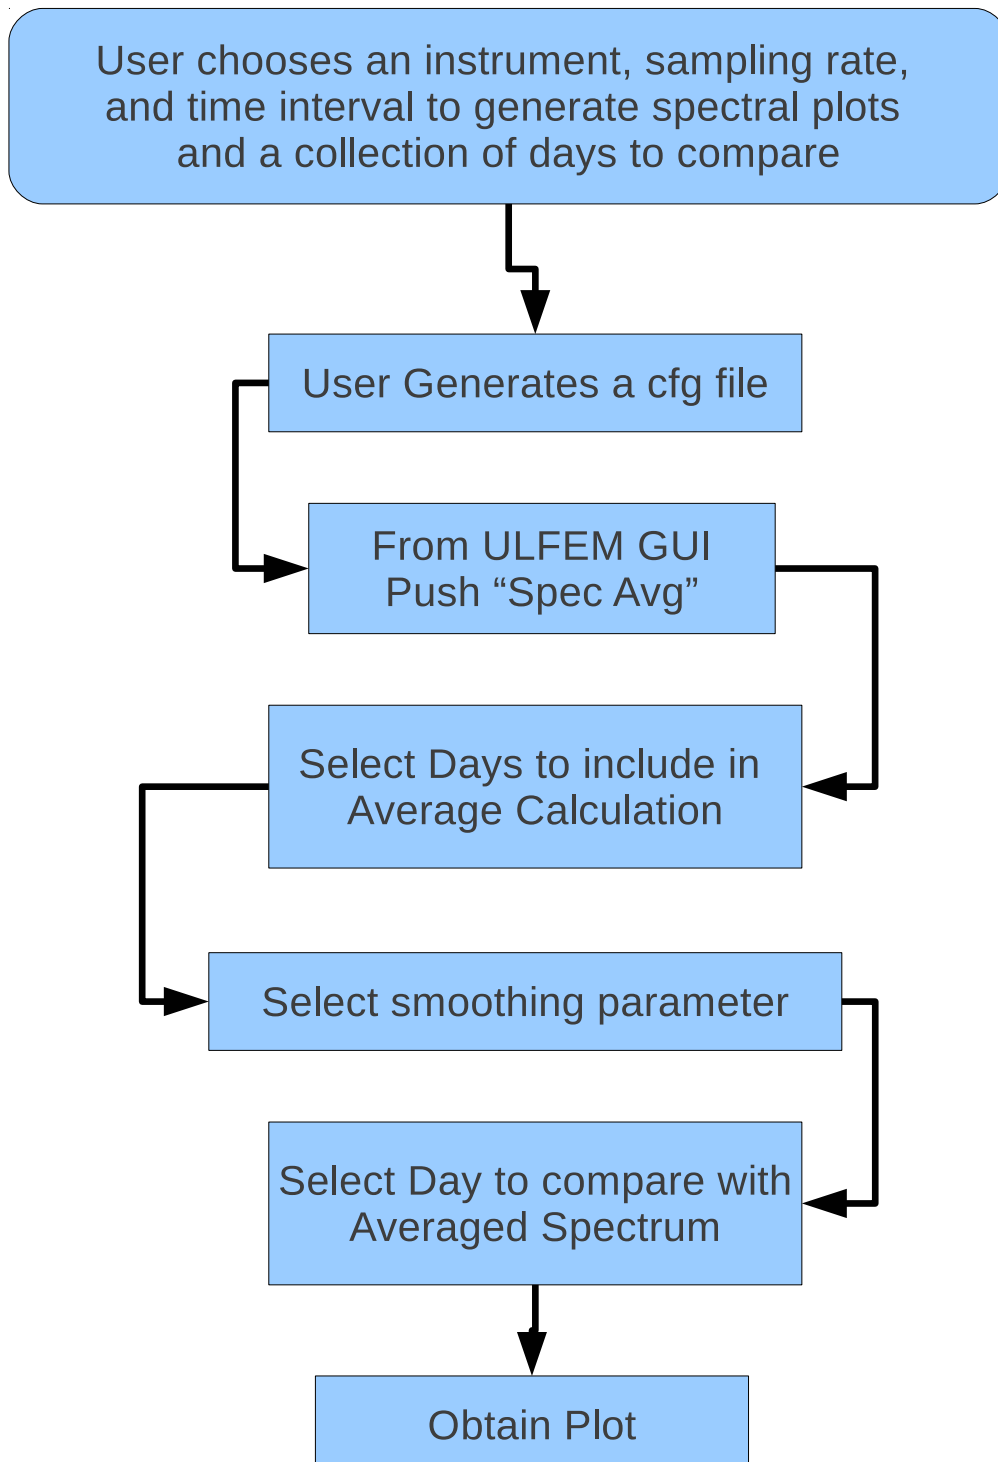 User chooses an instrument, sampling rate,
and time interval to generate spectral plots
and a collection of days to compare
User Generates a cfg file
From ULFEM GUI
Push “Spec Avg”
Select Days to include in
Average Calculation
Select smoothing parameter
Select Day to compare with
Averaged Spectrum
Obtain Plot